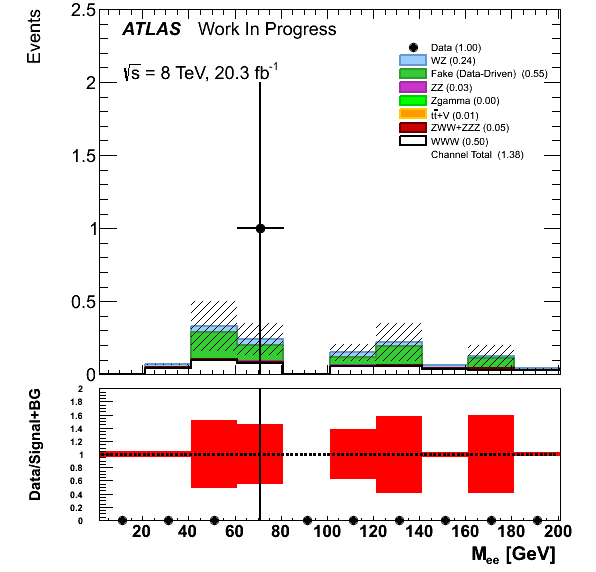 Events
2.5
2
1.5
1
0.5
0
ATLAS Work In Progress
√s = 8 TeV, 20.3 fb⁻¹
Data (1.00)
WZ (0.24)
Fake (Data-Driven) (0.55)
ZZ (0.03)
Zgamma (0.00)
tt̄+V (0.01)
ZWW+ZZZ (0.05)
WWW (0.50)
Channel Total (1.38)
Data/Signal+BG
2
1.8
1.6
1.4
1.2
1
0.8
0.6
0.4
0.2
0
20 40 60 80 100 120 140 160 180 200
Mee [GeV]